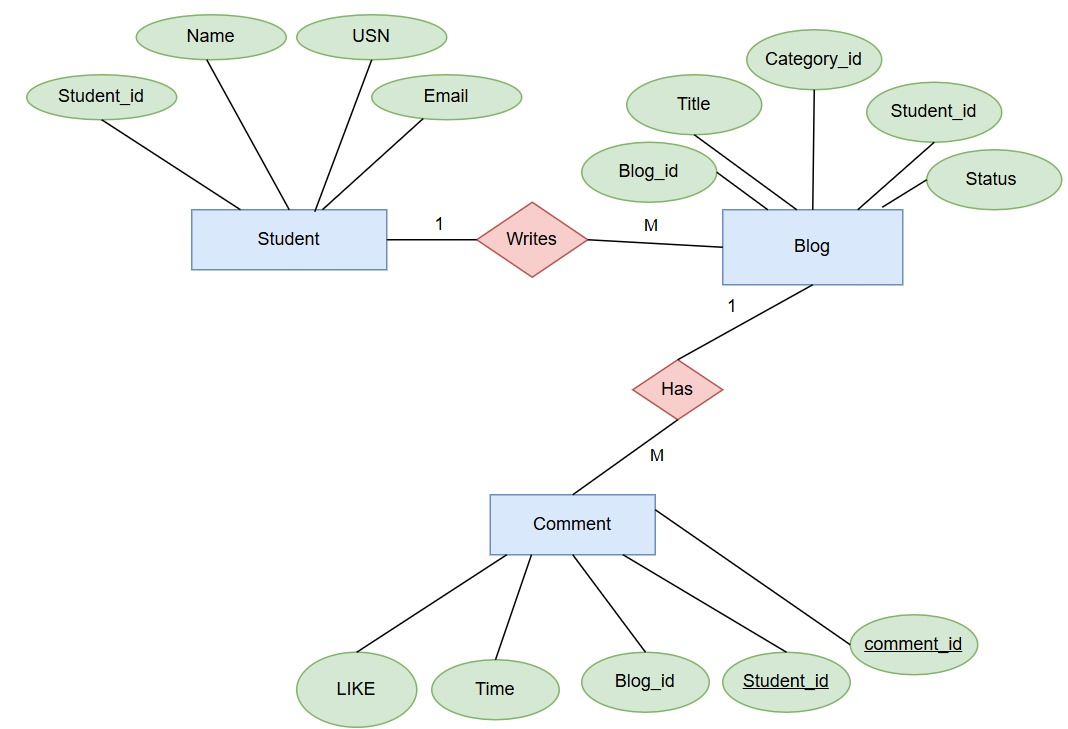 Name
USN
Student_id
Email
Category_id
Title
Student_id
Blog_id
Status
Student
1
Writes
M
Blog
1
Has
M
Comment
LIKE
Time
Blog_id
Student_id
comment_id